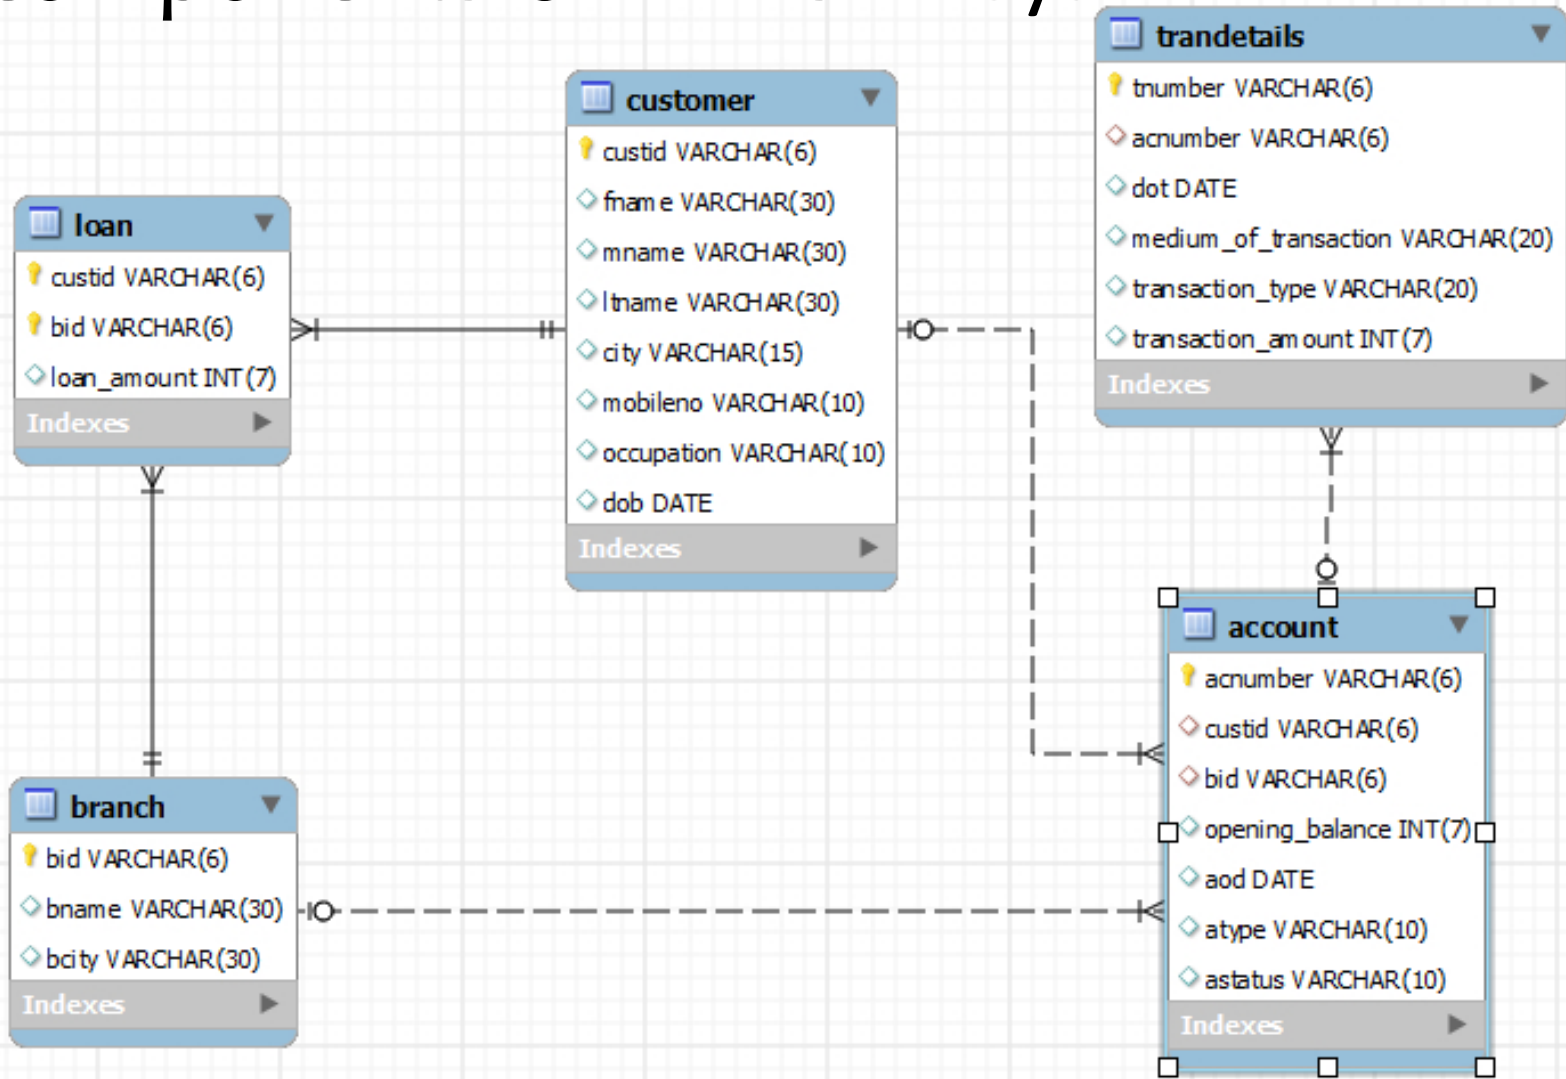 trandetails
tnumber VARCHAR(6)
acnumber VARCHAR(6)
dot DATE
medium_of_transaction VARCHAR(20)
transaction_type VARCHAR(20)
transaction_amount INT(7)
Indexes
customer
custid VARCHAR(6)
fname VARCHAR(30)
mname VARCHAR(30)
ltname VARCHAR(30)
city VARCHAR(15)
mobileno VARCHAR(10)
occupation VARCHAR(10)
dob DATE
Indexes
loan
custid VARCHAR(6)
bid VARCHAR(6)
loan_amount INT(7)
Indexes
account
acnumber VARCHAR(6)
custid VARCHAR(6)
bid VARCHAR(6)
opening_balance INT(7)
aod DATE
atype VARCHAR(10)
astatus VARCHAR(10)
Indexes
branch
bid VARCHAR(6)
bname VARCHAR(30)
bcity VARCHAR(30)
Indexes